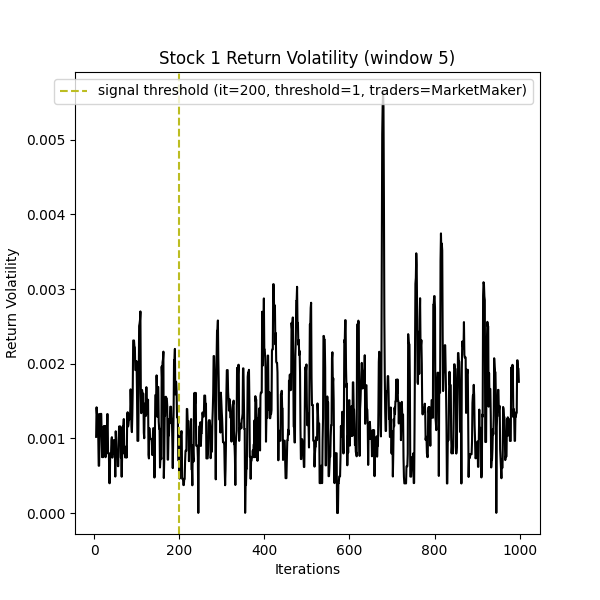 Stock 1 Return Volatility (window 5)
signal threshold (it=200, threshold=1, traders=MarketMaker)
Return Volatility
0.005
0.004
0.003
0.002
0.001
0.000
0 200 400 600 800 1000
Iterations